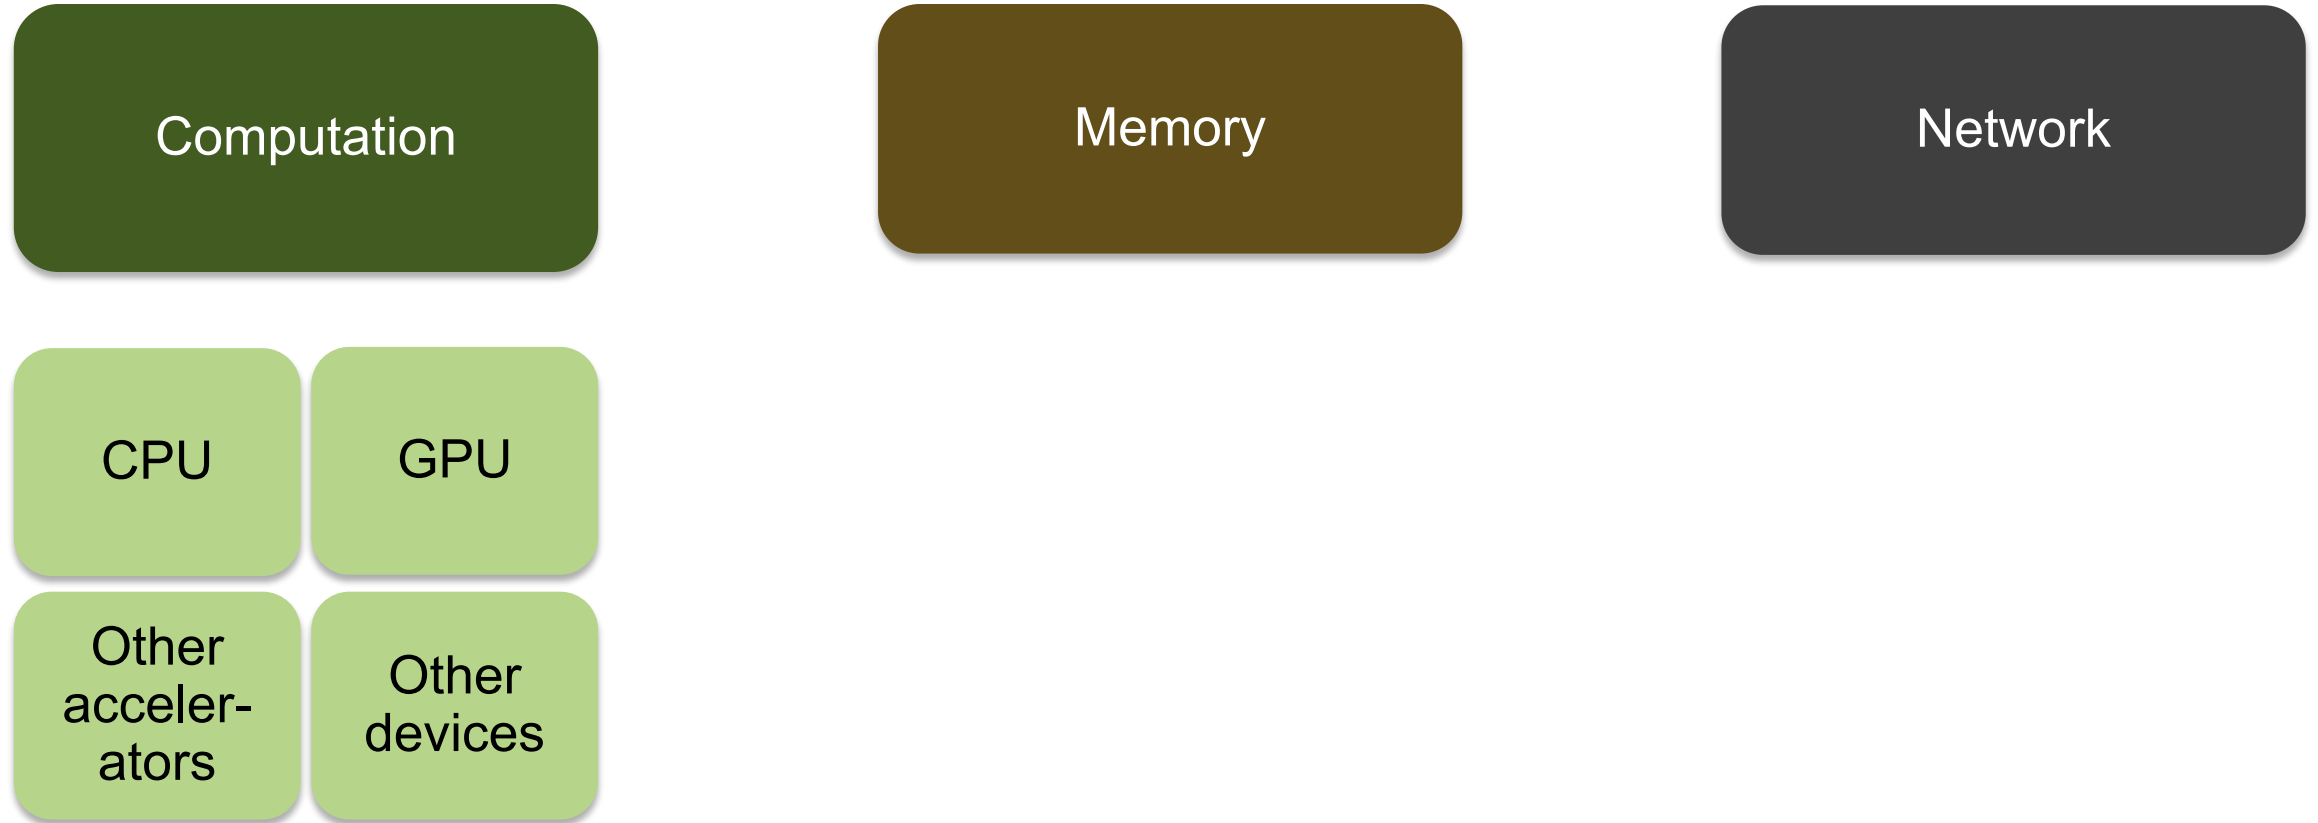 Computation
Memory
Network
CPU
GPU
Other
acceler-
ators
Other
devices